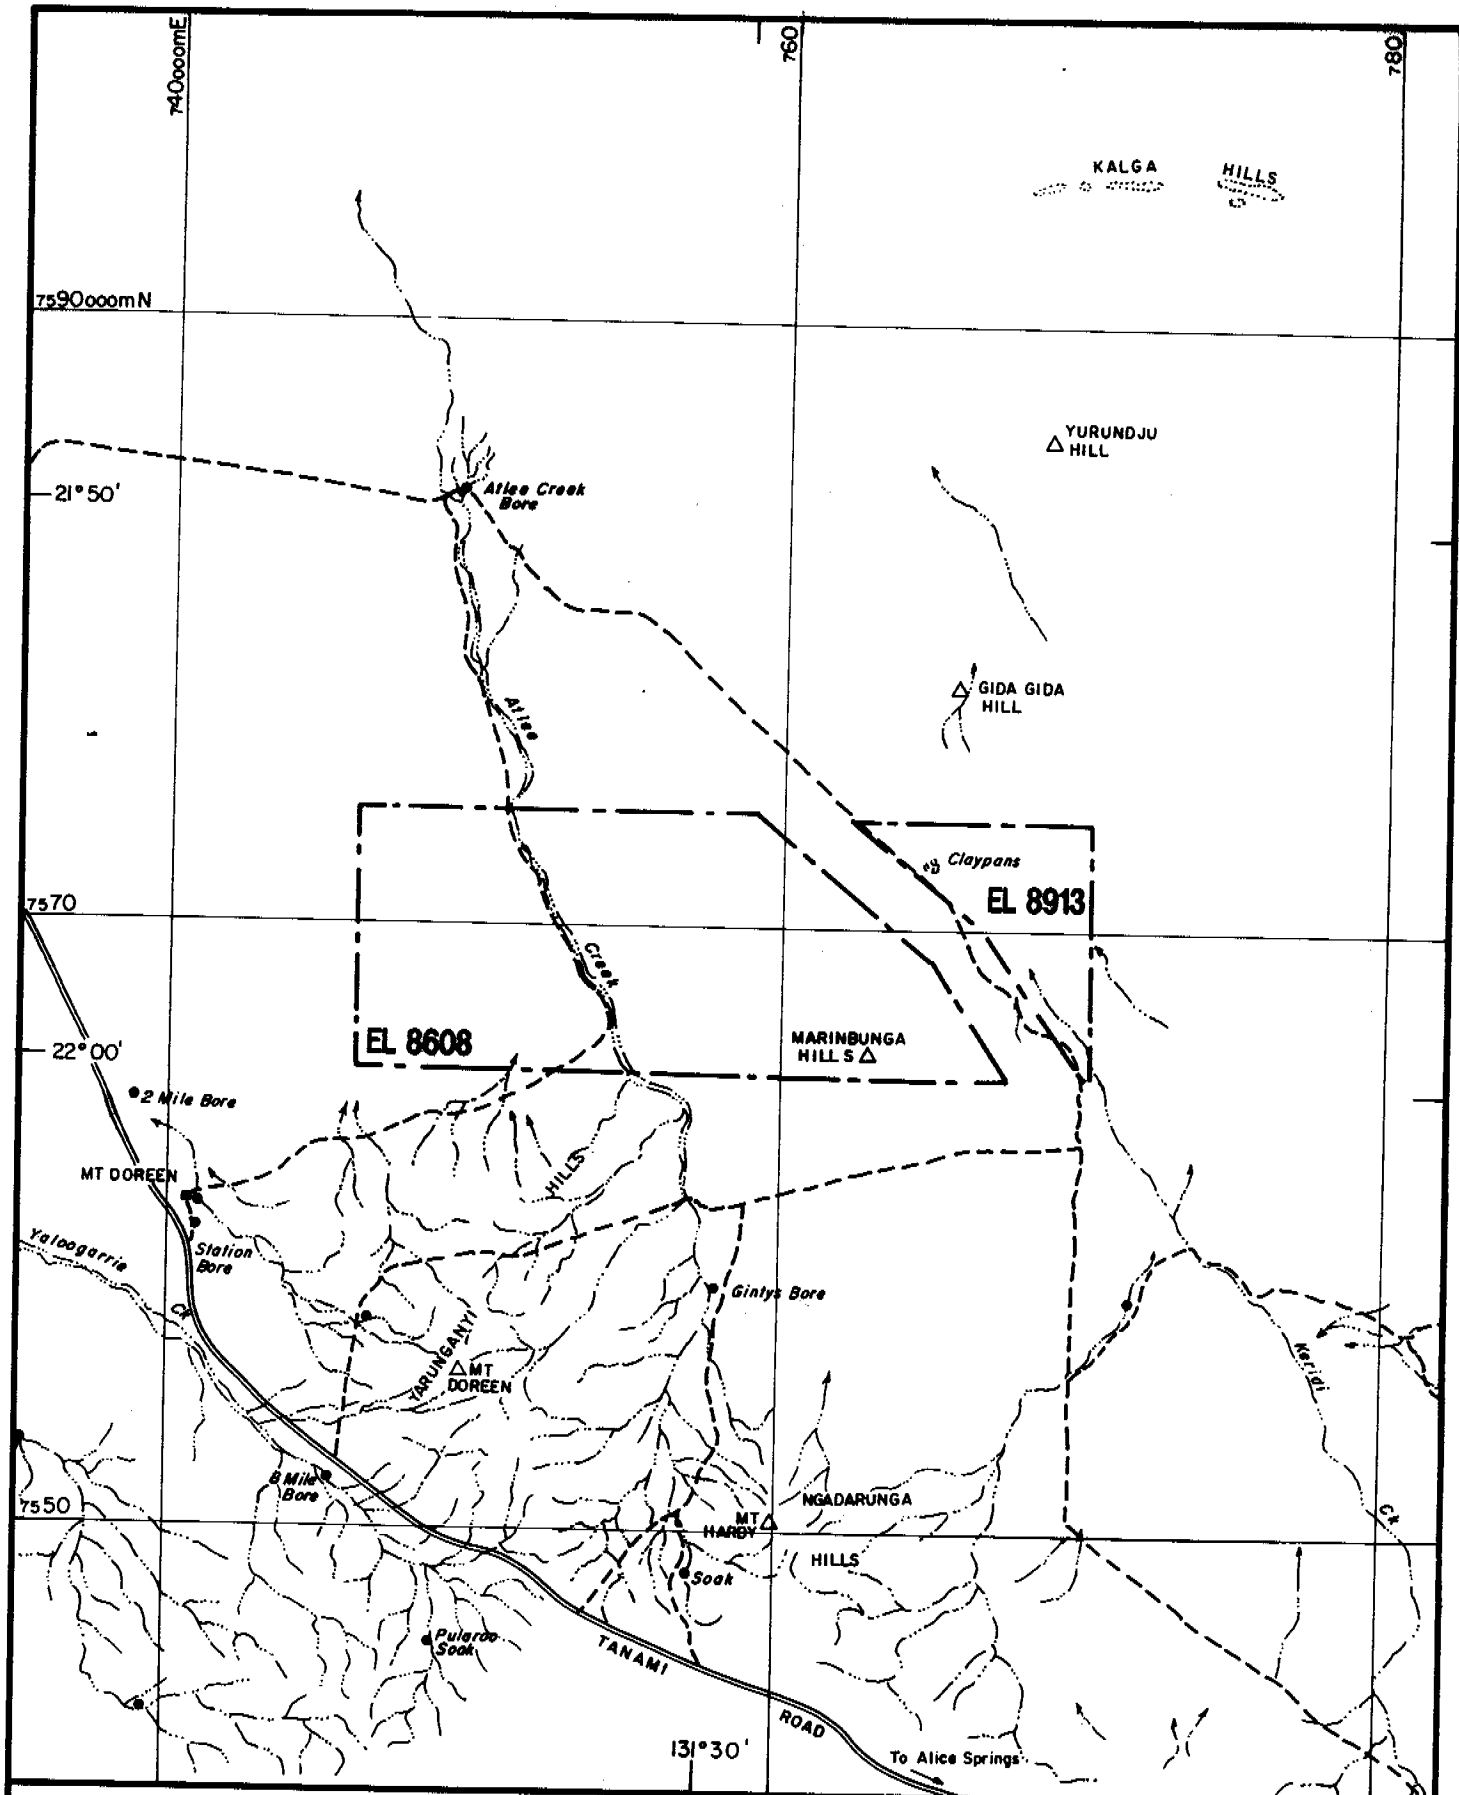 740000mE
760
780
KALGA
HILLS
7590000mN
YURUNDJU
HILL
21°50'
Atlee Creek
Bore
GIDA GIDA
HILL
Atlee
Claypans
EL 8913
7570
Creek
EL 8608
MARINBUNGA
HILLS
22°00'
2 Mile Bore
MT DOREEN
HILLS
Yaloogarrie
Station
Bore
Ck
Gintys Bore
YARUNGANYI
MT
DOREEN
Keridi
8 Mile
Bore
7550
NGADARUNGA
MT
HARDY
Ck
HILLS
Soak
Pularoo
Soak
TANAMI
ROAD
131°30'
To Alice Springs